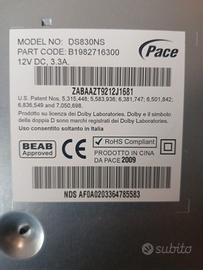 MODEL NO: DS830NS
PART CODE: B1982716300
12V DC, 3.3A.
Pace
ZABAAZT9212J1681
U.S. Patent Nos. 5,315,448; 5,583,936; 6,381,747; 6,501,842;
6,836,549 and 7,050,698.
Prodotto su licenza dei Dolby Laboratories. Dolby e il simbolo
della doppia D sono marchi registrati dei Dolby Laboratories.
Uso consentito soltanto in Italia
BEAB
Approved
RoHS Compliant
PRODOTTO IN CINA
DA PACE 2009
NDS AF0A0203364785583
subito